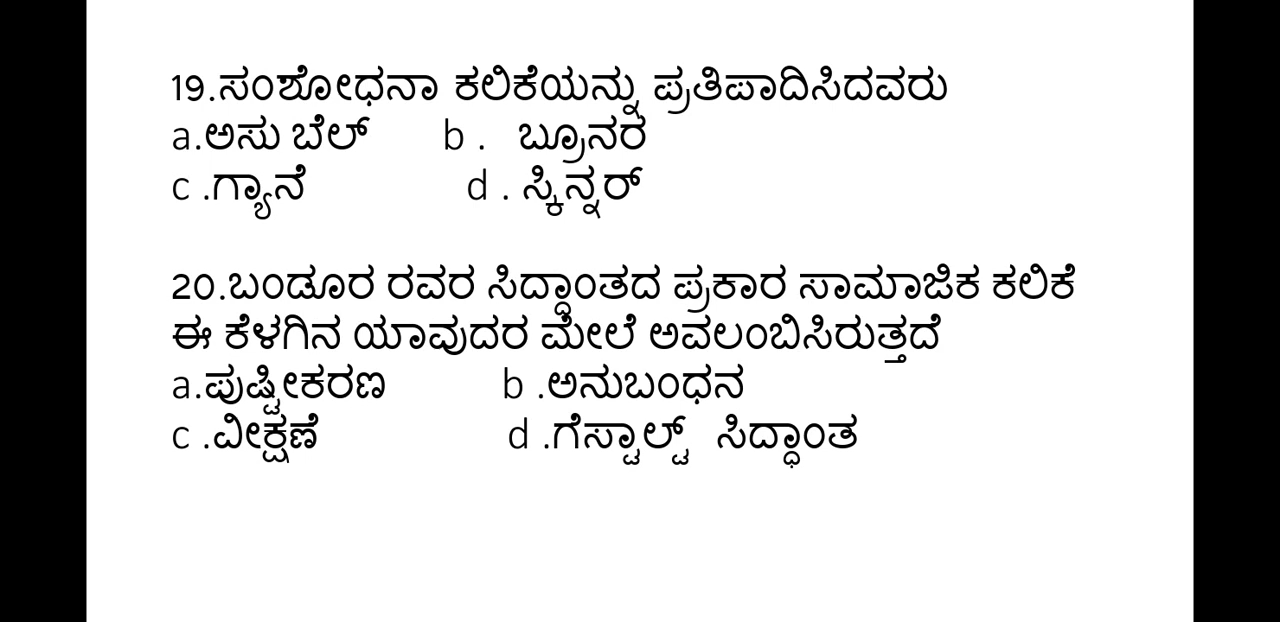 19.ಸಂಶೋಧನಾ ಕಲಿಕೆಯನ್ನು ಪ್ರತಿಪಾದಿಸಿದವರು
a.ಅಸು ಬೆಲ್ b . ಬ್ರೂನರ
c .ಗ್ಯಾನೆ d . ಸ್ಕಿನ್ನರ್
20.ಬಂಡೂರ ರವರ ಸಿದ್ಧಾಂತದ ಪ್ರಕಾರ ಸಾಮಾಜಿಕ ಕಲಿಕೆ
ಈ ಕೆಳಗಿನ ಯಾವುದರ ಮೇಲೆ ಅವಲಂಬಿಸಿರುತ್ತದೆ
a.ಪುಷ್ಟೀಕರಣ b .ಅನುಬಂಧನ
c .ವೀಕ್ಷಣೆ d .ಗೆಸ್ಟಾಲ್ಟ್ ಸಿದ್ಧಾಂತ